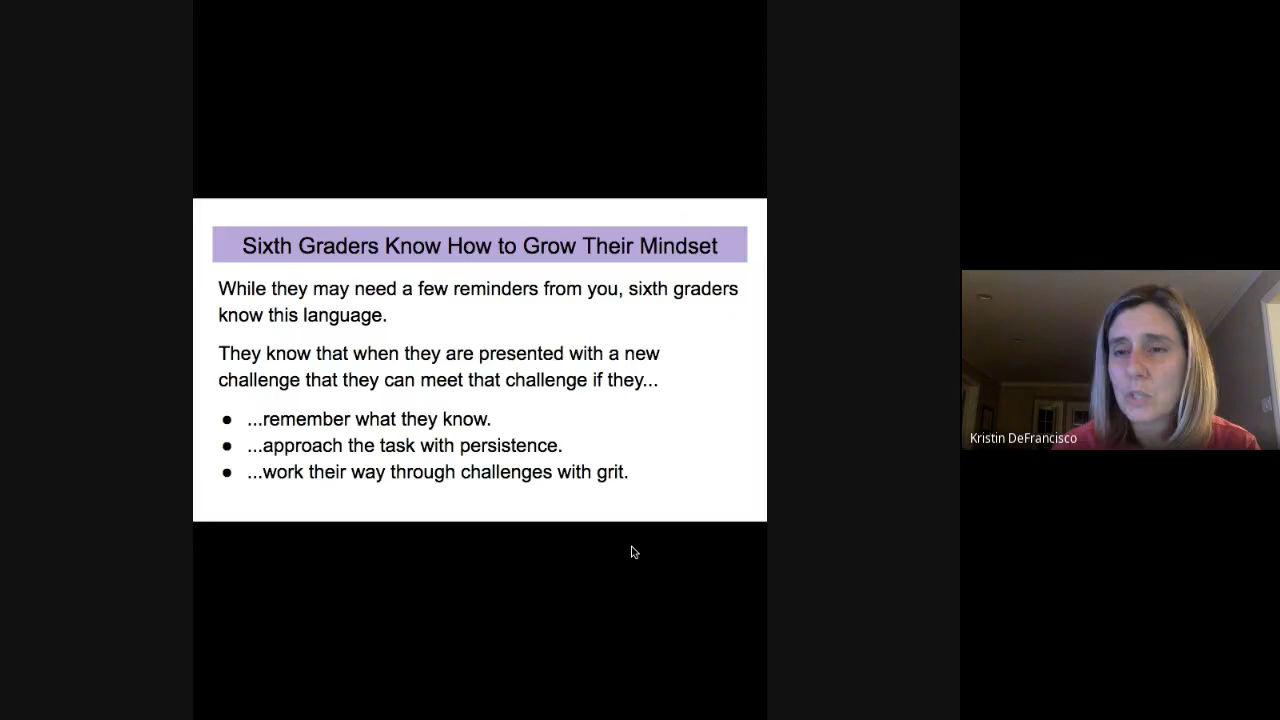 Sixth Graders Know How to Grow Their Mindset
While they may need a few reminders from you, sixth graders
know this language.
They know that when they are presented with a new
challenge that they can meet that challenge if they...
● ...remember what they know.
● ...approach the task with persistence.
● ...work their way through challenges with grit.
Kristin DeFrancisco